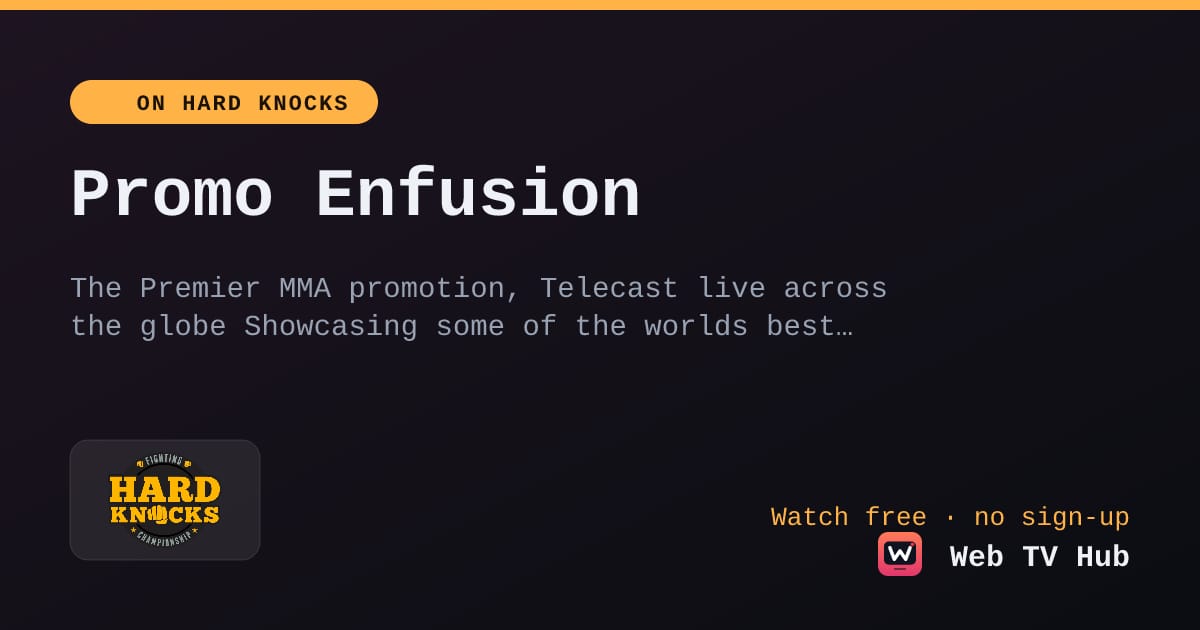 ON HARD KNOCKS
Promo Enfusion
The Premier MMA promotion, Telecast live across
the globe Showcasing some of the worlds best…
FIGHTING
HARD
KNOCKS
CHAMPIONSHIP
Watch free · no sign-up
W
Web TV Hub